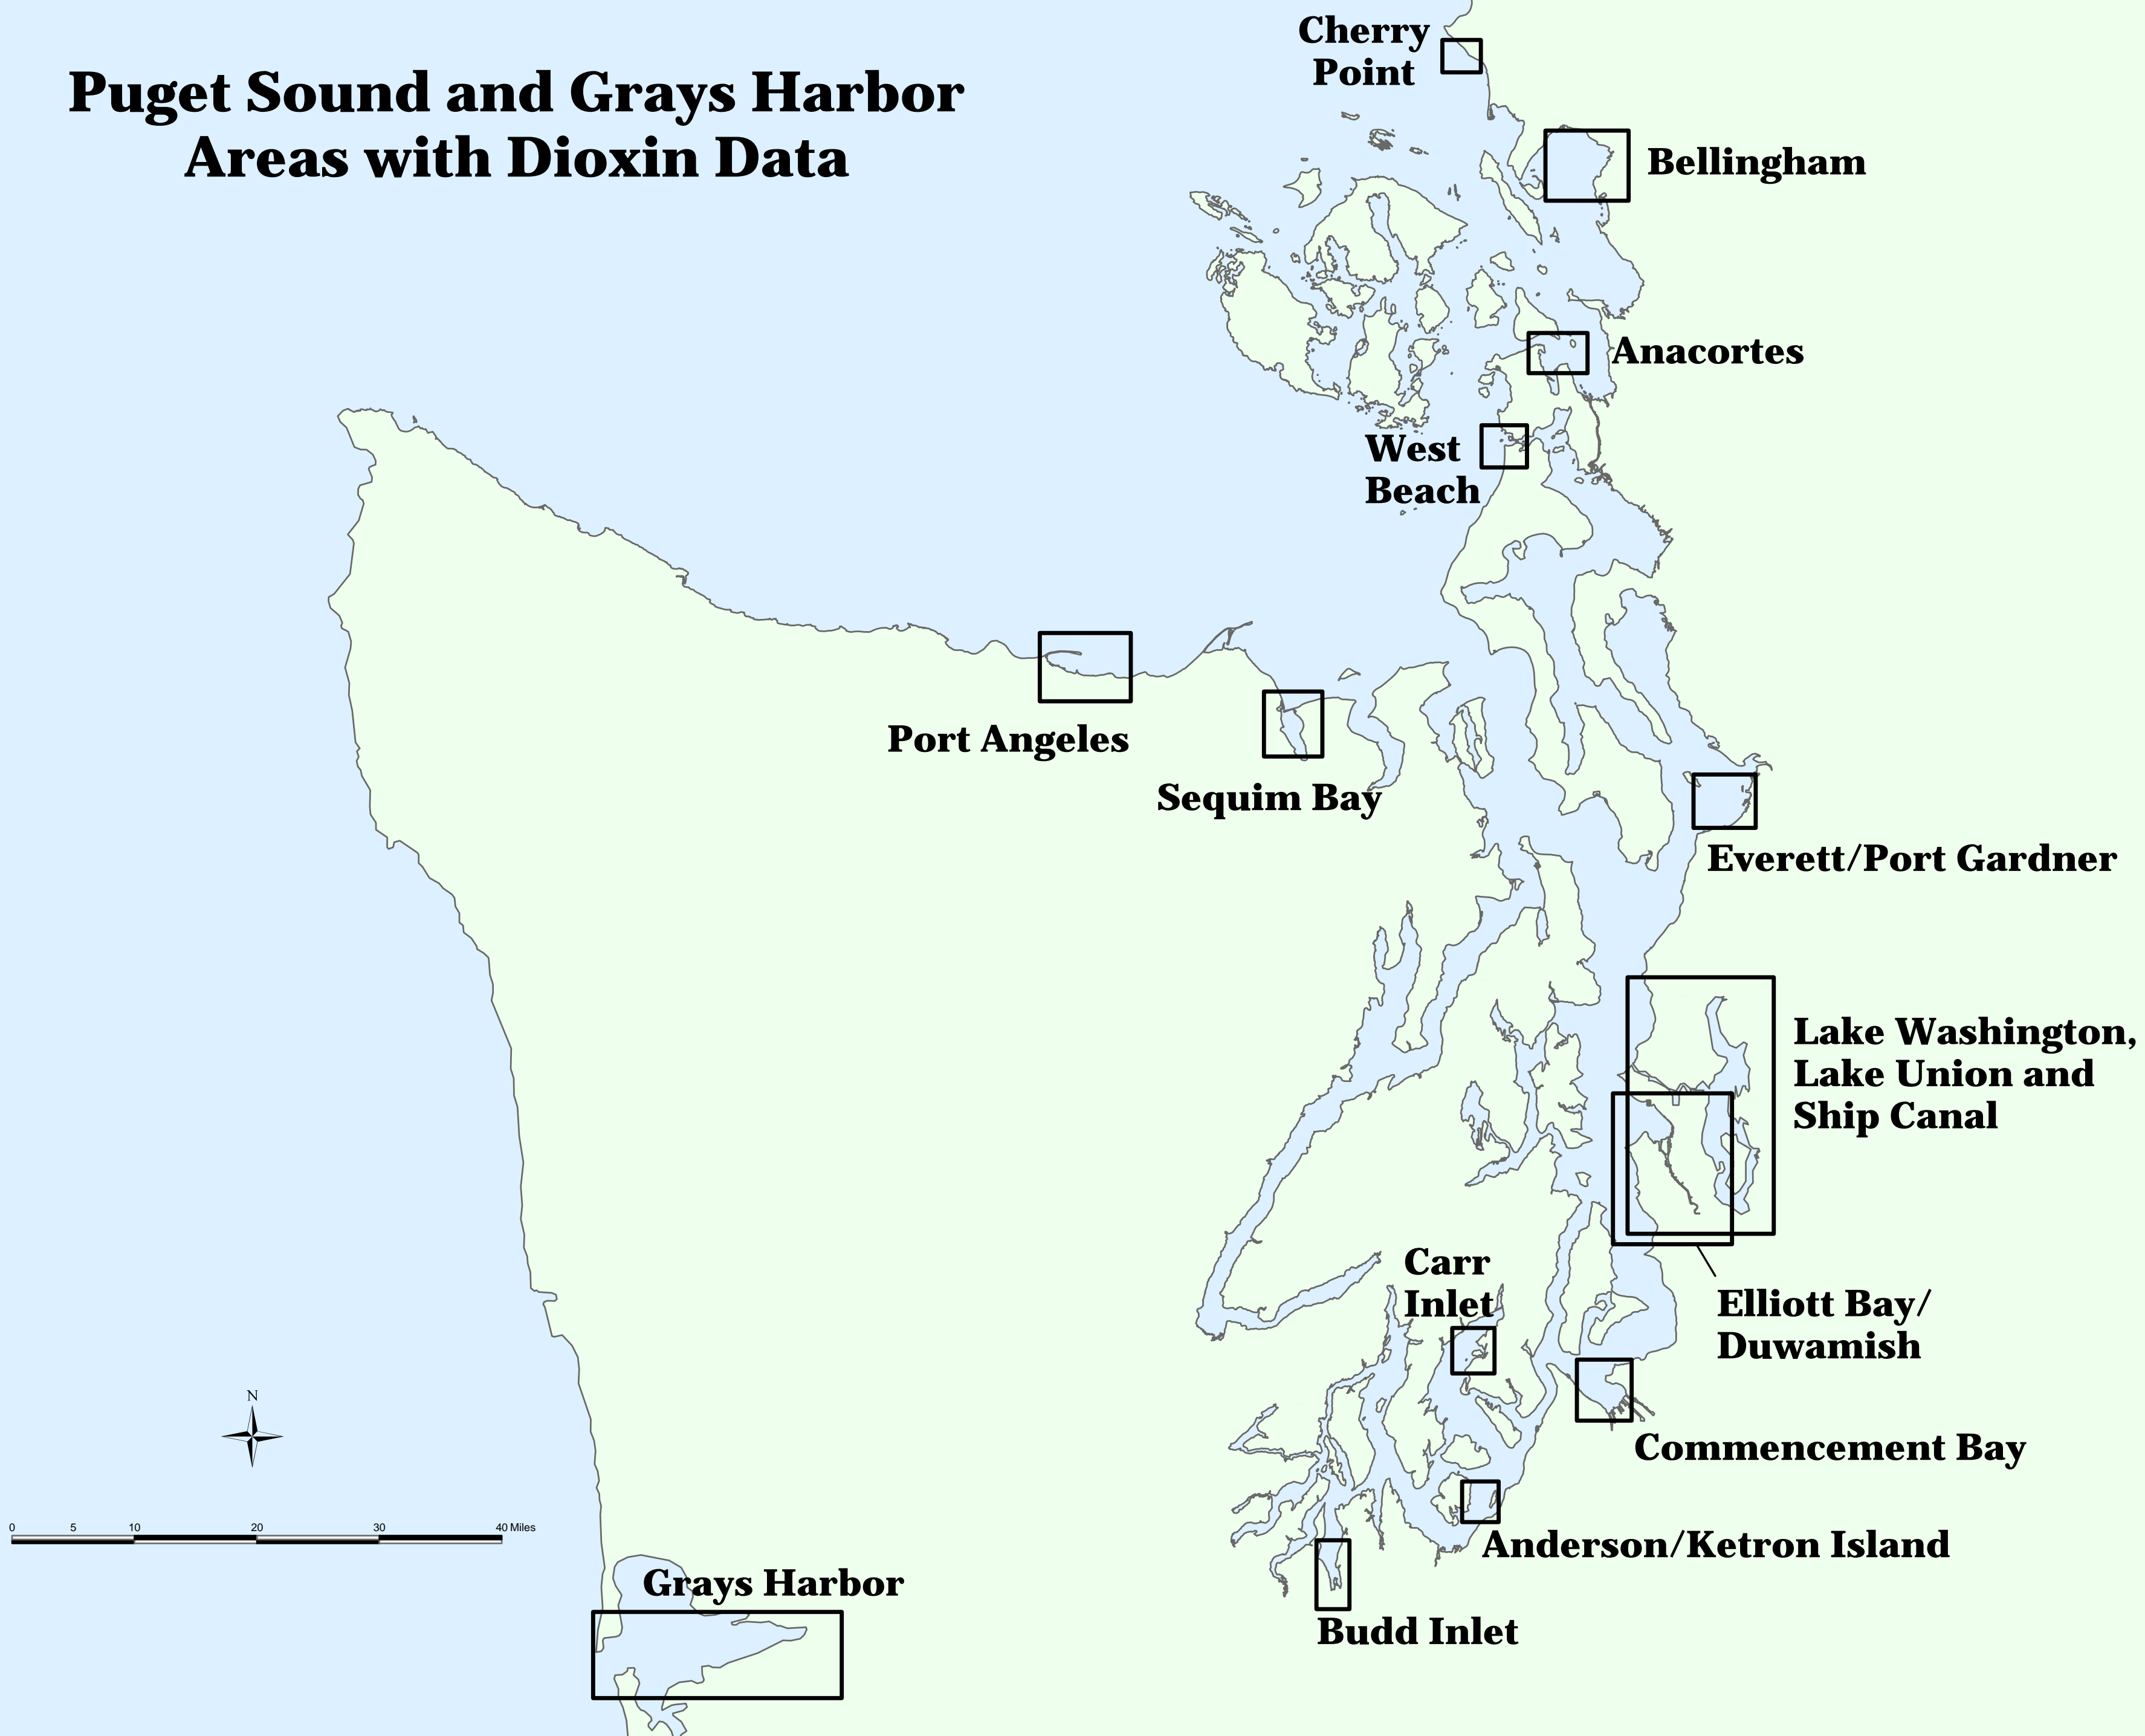 Puget Sound and Grays Harbor
Areas with Dioxin Data
Cherry
Point
Bellingham
Anacortes
West
Beach
Port Angeles
Sequim Bay
Everett/Port Gardner
Lake Washington,
Lake Union and
Ship Canal
Carr
Inlet
Elliott Bay/
Duwamish
Commencement Bay
Anderson/Ketron Island
Budd Inlet
Grays Harbor
N
0 5 10 20 30 40 Miles